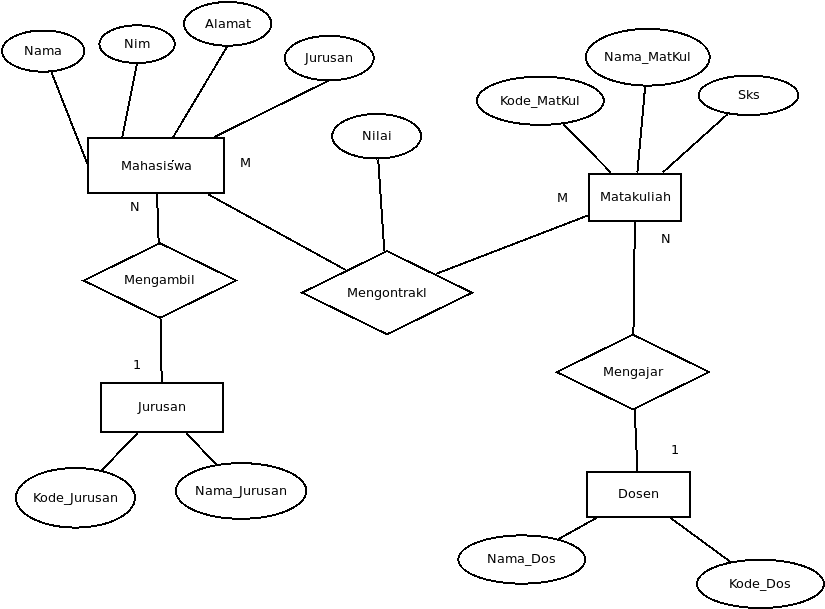 Alamat
Nama
Nim
Jurusan
Nama_MatKul
Kode_MatKul
Sks
Nilai
Mahasiswa
M
M
Matakuliah
N
N
Mengambil
Mengontrakl
1
Mengajar
Jurusan
1
Kode_Jurusan
Nama_Jurusan
Dosen
Nama_Dos
Kode_Dos